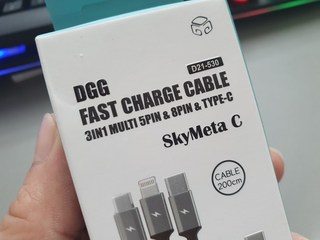 DGG
D21-530
FAST CHARGE CABLE
3IN1 MULTI 5PIN & 8PIN & TYPE-C
SkyMeta C
CABLE
200cm